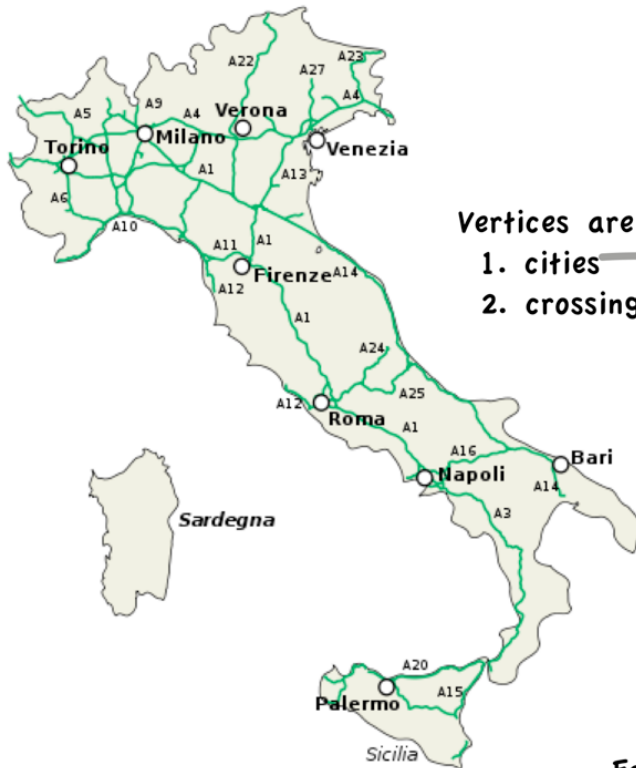 A22
A23
A27
A9
A4
A4
A5
Verona
Milano
Venezia
Torino
A1
A13
A6
A10
Vertices are
1. cities
2. crossing
A11
A1
A14
Firenze
A12
A1
A24
A25
A12
Roma
A1
A16
Bari
Napoli
A14
A3
Sardegna
A20
A15
Palermo
Sicilia